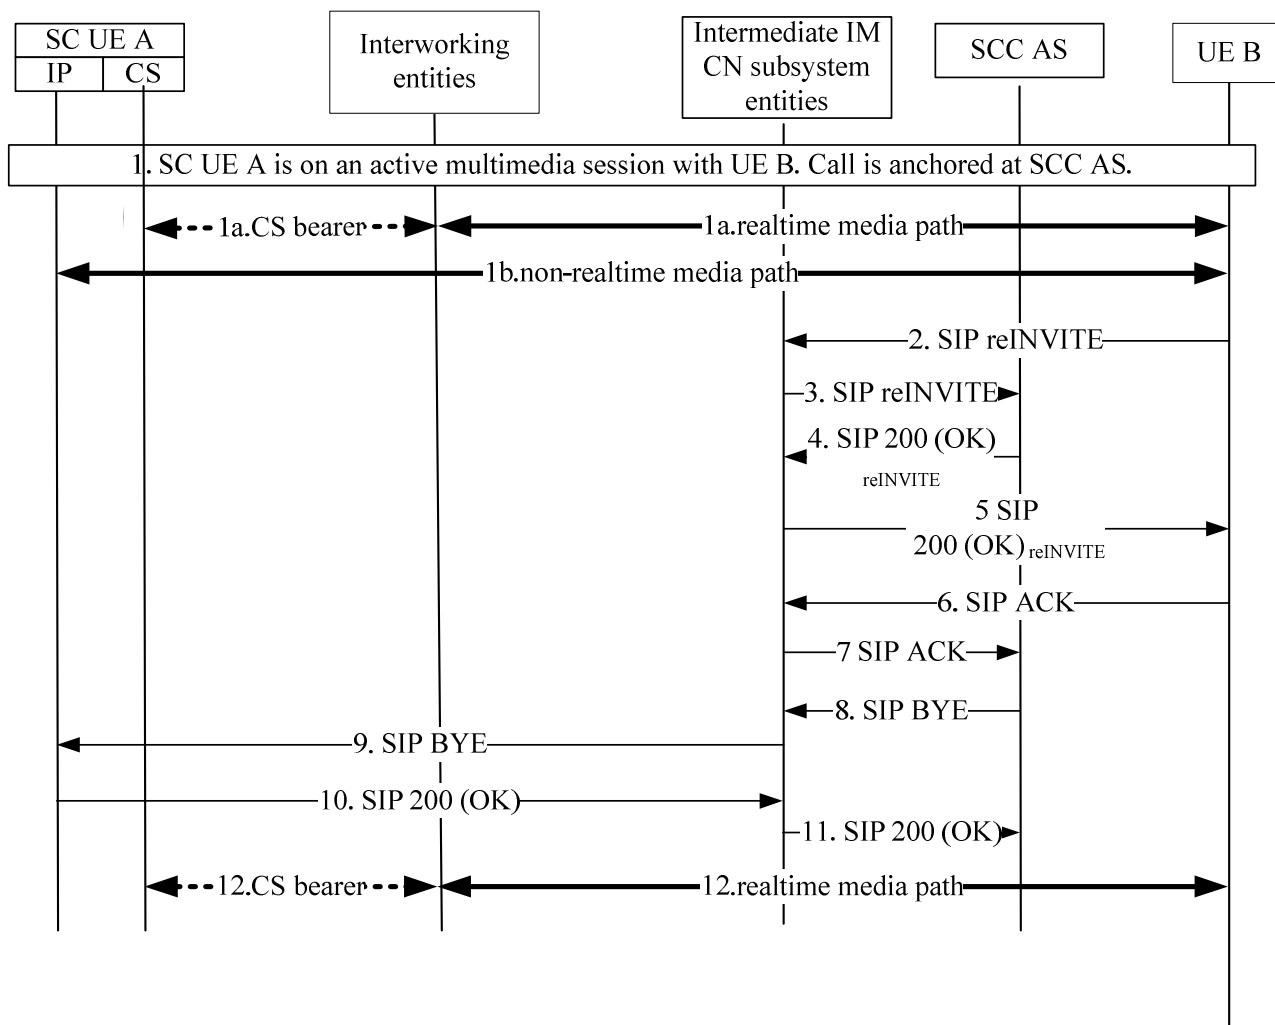 SC UE A
IP
CS
Interworking
entities
Intermediate IM
CN subsystem
entities
SCC AS
UE B
1. SC UE A is on an active multimedia session with UE B. Call is anchored at SCC AS.
1a.CS bearer
1a.realtime media path
1b.non-realtime media path
2. SIP reINVITE
3. SIP reINVITE
4. SIP 200 (OK)
reINVITE
5 SIP
200 (OK) reINVITE
6. SIP ACK
7 SIP ACK
8. SIP BYE
9. SIP BYE
10. SIP 200 (OK)
11. SIP 200 (OK)
12.CS bearer
12.realtime media path